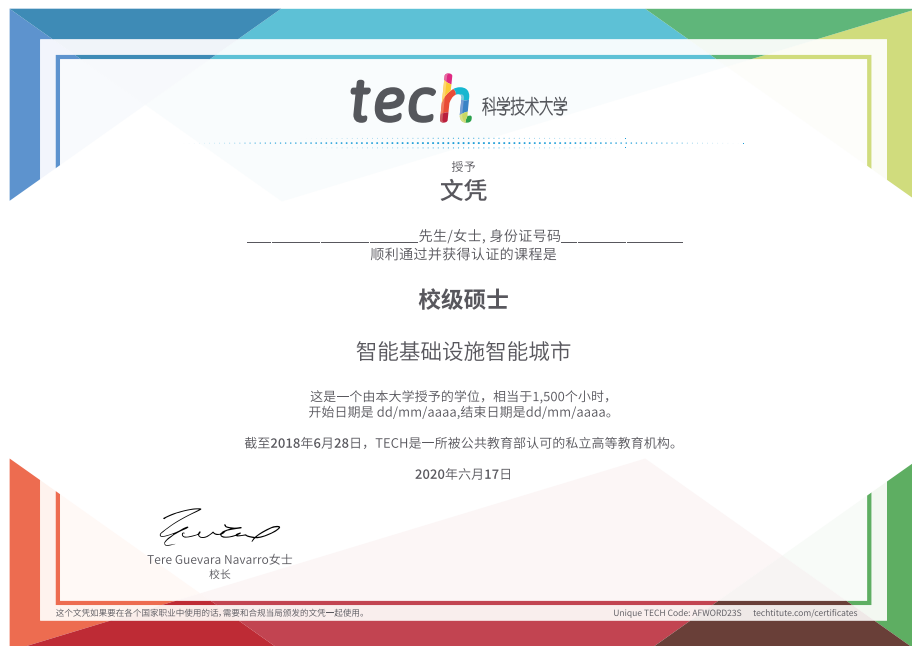 tech 科学技术大学
授予
文凭
先生/女士, 身份证号码
顺利通过并获得认证的课程是
校级硕士
智能基础设施智能城市
这是一个由本大学授予的学位，相当于1,500个小时，
开始日期是 dd/mm/aaaa,结束日期是dd/mm/aaaa。
截至2018年6月28日，TECH是一所被公共教育部认可的私立高等教育机构。
2020年六月17日
Tere Guevara Navarro女士
校长
这个文凭如果要在各个国家职业中使用的话,需要和合规当局颁发的文凭一起使用。
Unique TECH Code: AFWORD23S techtitute.com/certificates